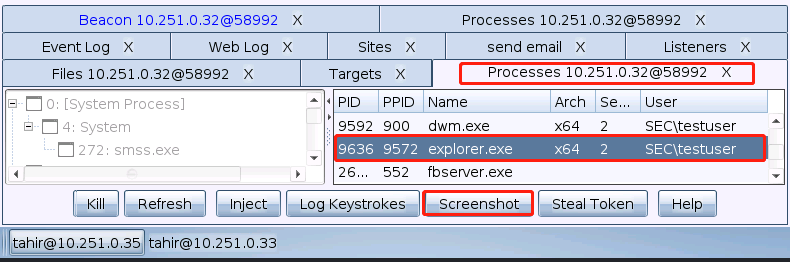 Beacon 10.251.0.32@58992 X Processes 10.251.0.32@58992 X
Event Log X Web Log X Sites X send email X Listeners X
Files 10.251.0.32@58992 X Targets X Processes 10.251.0.32@58992 X
0: [System Process]
4: System
272: smss.exe
PID PPID Name Arch Se... User
9592 900 dwm.exe x64 2 SEC\testuser
9636 9572 explorer.exe x64 2 SEC\testuser
26... 552 fbserver.exe
Kill Refresh Inject Log Keystrokes Screenshot Steal Token Help
tahir@10.251.0.35 tahir@10.251.0.33